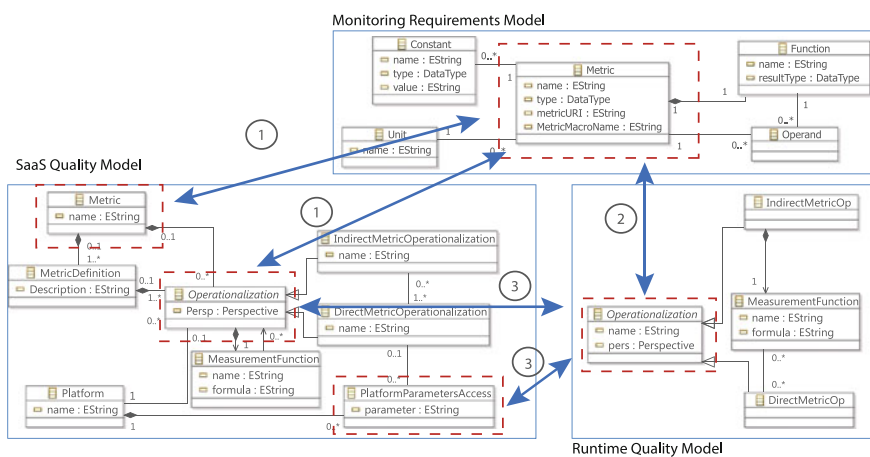 Monitoring Requirements Model
Constant
name : EString
type : DataType
value : EString
0..*
1
Metric
name : EString
type : DataType
metricURI : EString
MetricMacroName : EString
1
1
Function
name : EString
resultType : DataType
1
0..*
Operand
1
0..*
Unit
name : EString
1
0..*
1
SaaS Quality Model
Metric
name : EString
0..1
0..1
1..*
0..*
MetricDefinition
Description : EString
0..1
1..*
0..*
Operationalization
Persp : Perspective
0..1
1
0..*
IndirectMetricOperationalization
name : EString
0..*
1..*
DirectMetricOperationalization
name : EString
0..1
0..*
MeasurementFunction
name : EString
formula : EString
Platform
name : EString
1
1
0..*
PlatformParametersAccess
parameter : EString
1
2
3
3
IndirectMetricOp
1
Operationalization
name : EString
pers : Perspective
MeasurementFunction
name : EString
formula : EString
0..*
0..*
DirectMetricOp
Runtime Quality Model